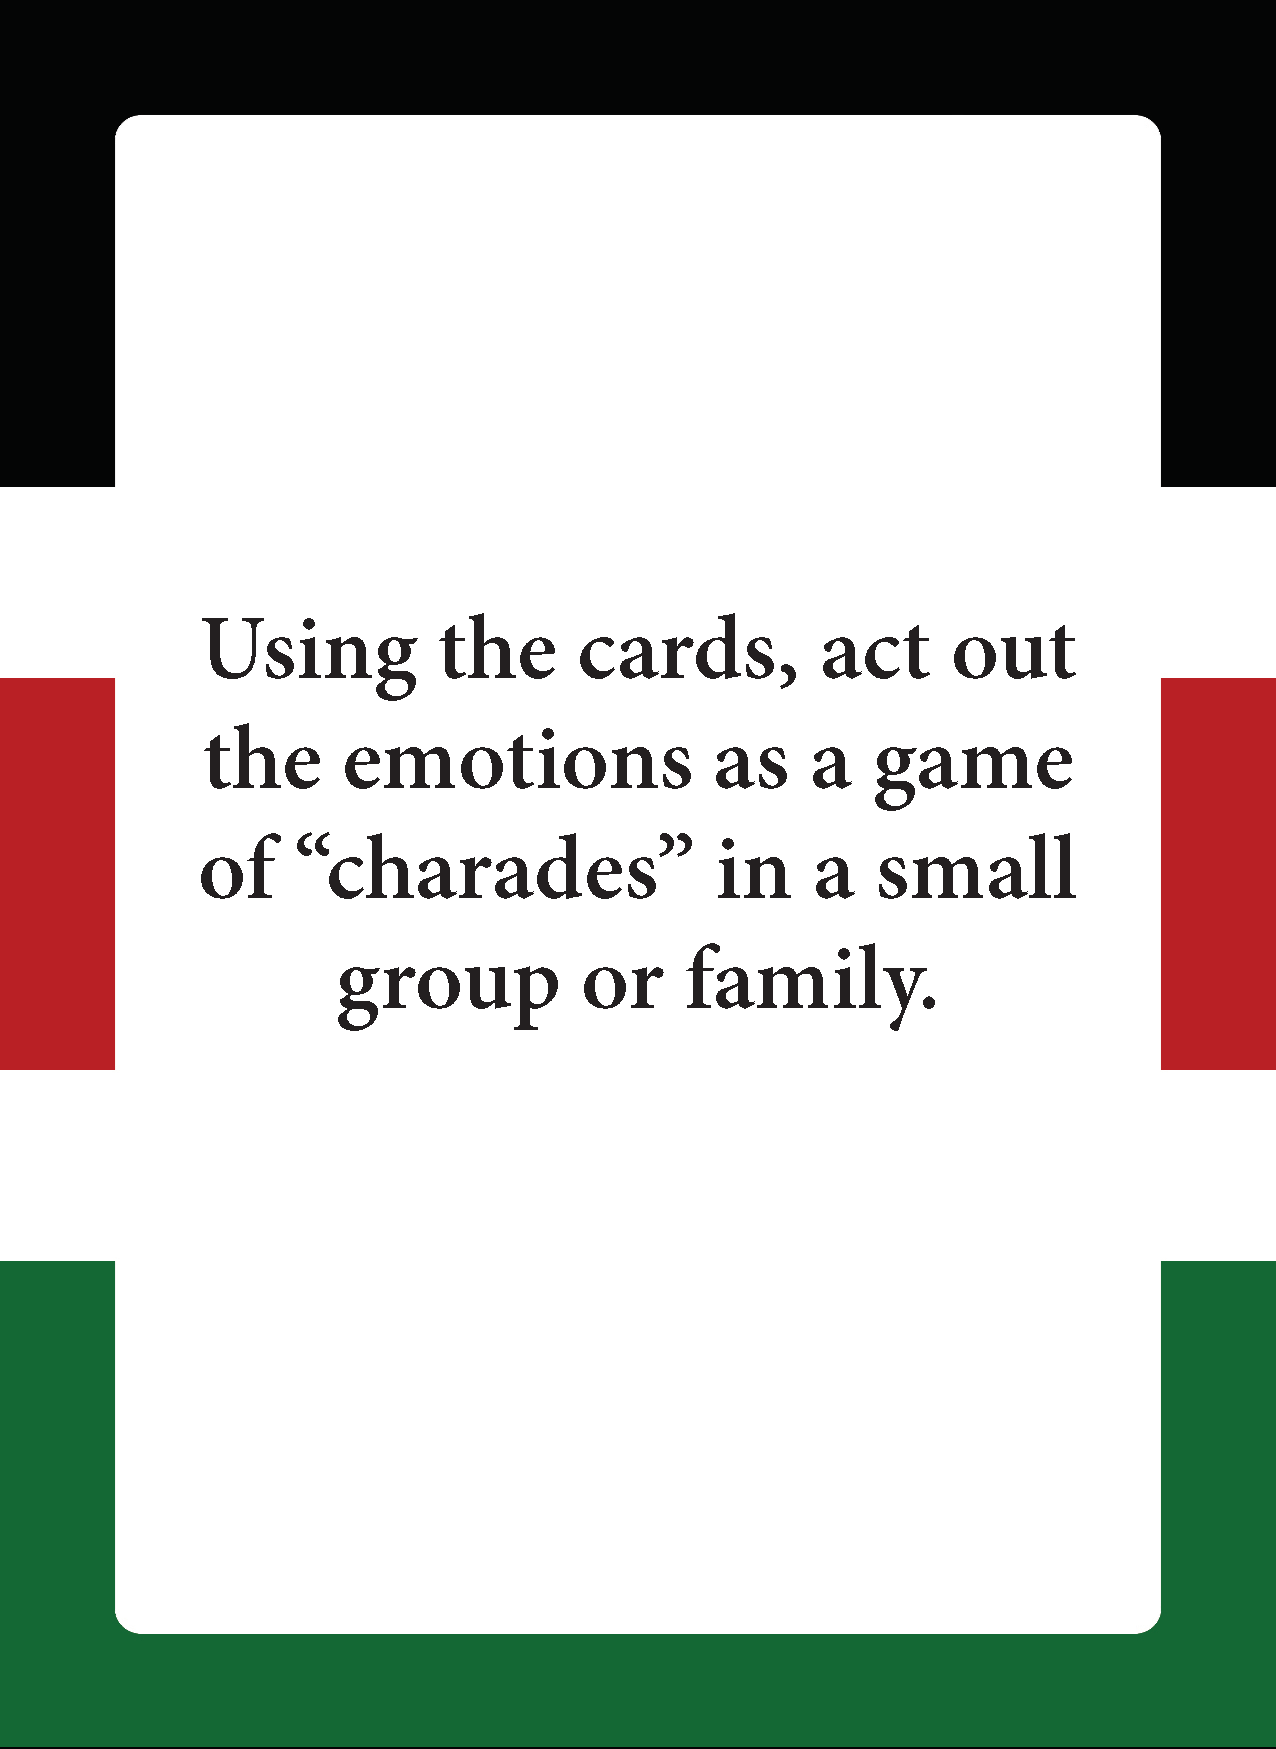 Using the cards, act out
the emotions as a game
of “charades” in a small
group or family.